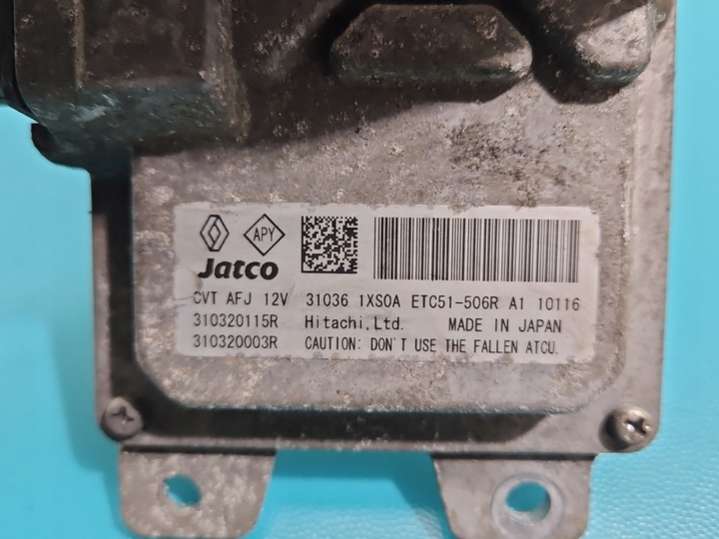 APY
Jatco
CVT AFJ 12V 31036 1XS0A ETC51-506R A1 10116
310320115R Hitachi,Ltd. MADE IN JAPAN
310320003R CAUTION: DON'T USE THE FALLEN ATCU.